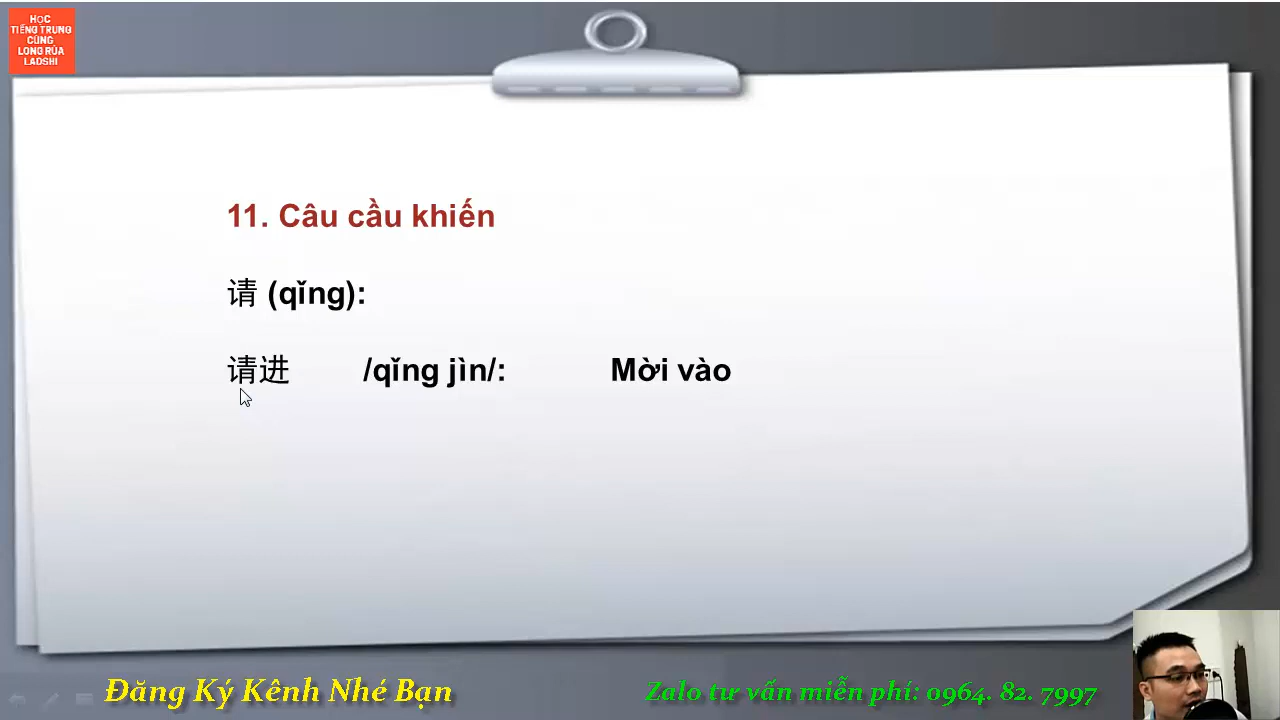 HỌC
TIẾNG TRUNG
CÙNG
LONG RÙA
LADSHI
11. Câu cầu khiến
请 (qǐng):
请进 /qǐng jìn/: Mời vào
Đăng Ký Kênh Nhé Bạn
Zalo tư vấn miễn phí: 0964. 82. 7997